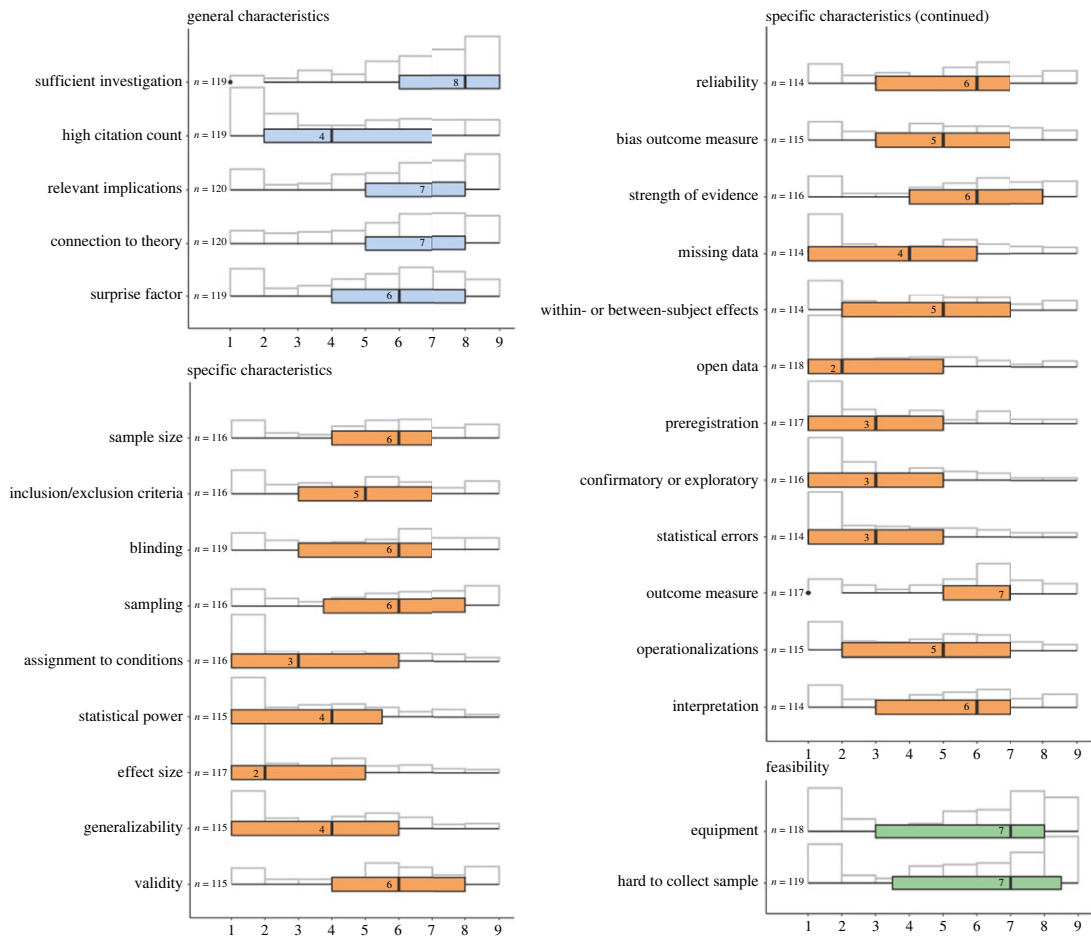 general characteristics
sufficient investigation n = 119 8
high citation count n = 119 4
relevant implications n = 120 7
connection to theory n = 120 7
surprise factor n = 119 6
1 2 3 4 5 6 7 8 9
specific characteristics
sample size n = 116 6
inclusion/exclusion criteria n = 116 5
blinding n = 119 6
sampling n = 116 6
assignment to conditions n = 116 3
statistical power n = 115 4
effect size n = 117 2
generalizability n = 115 4
validity n = 115 6
1 2 3 4 5 6 7 8 9
specific characteristics (continued)
reliability n = 114 6
bias outcome measure n = 115 5
strength of evidence n = 116 6
missing data n = 114 4
within- or between-subject effects n = 114 5
open data n = 118 2
preregistration n = 117 3
confirmatory or exploratory n = 116 3
statistical errors n = 114 3
outcome measure n = 117 7
operationalizations n = 115 5
interpretation n = 114 6
1 2 3 4 5 6 7 8 9
feasibility
equipment n = 118 7
hard to collect sample n = 119 7
1 2 3 4 5 6 7 8 9